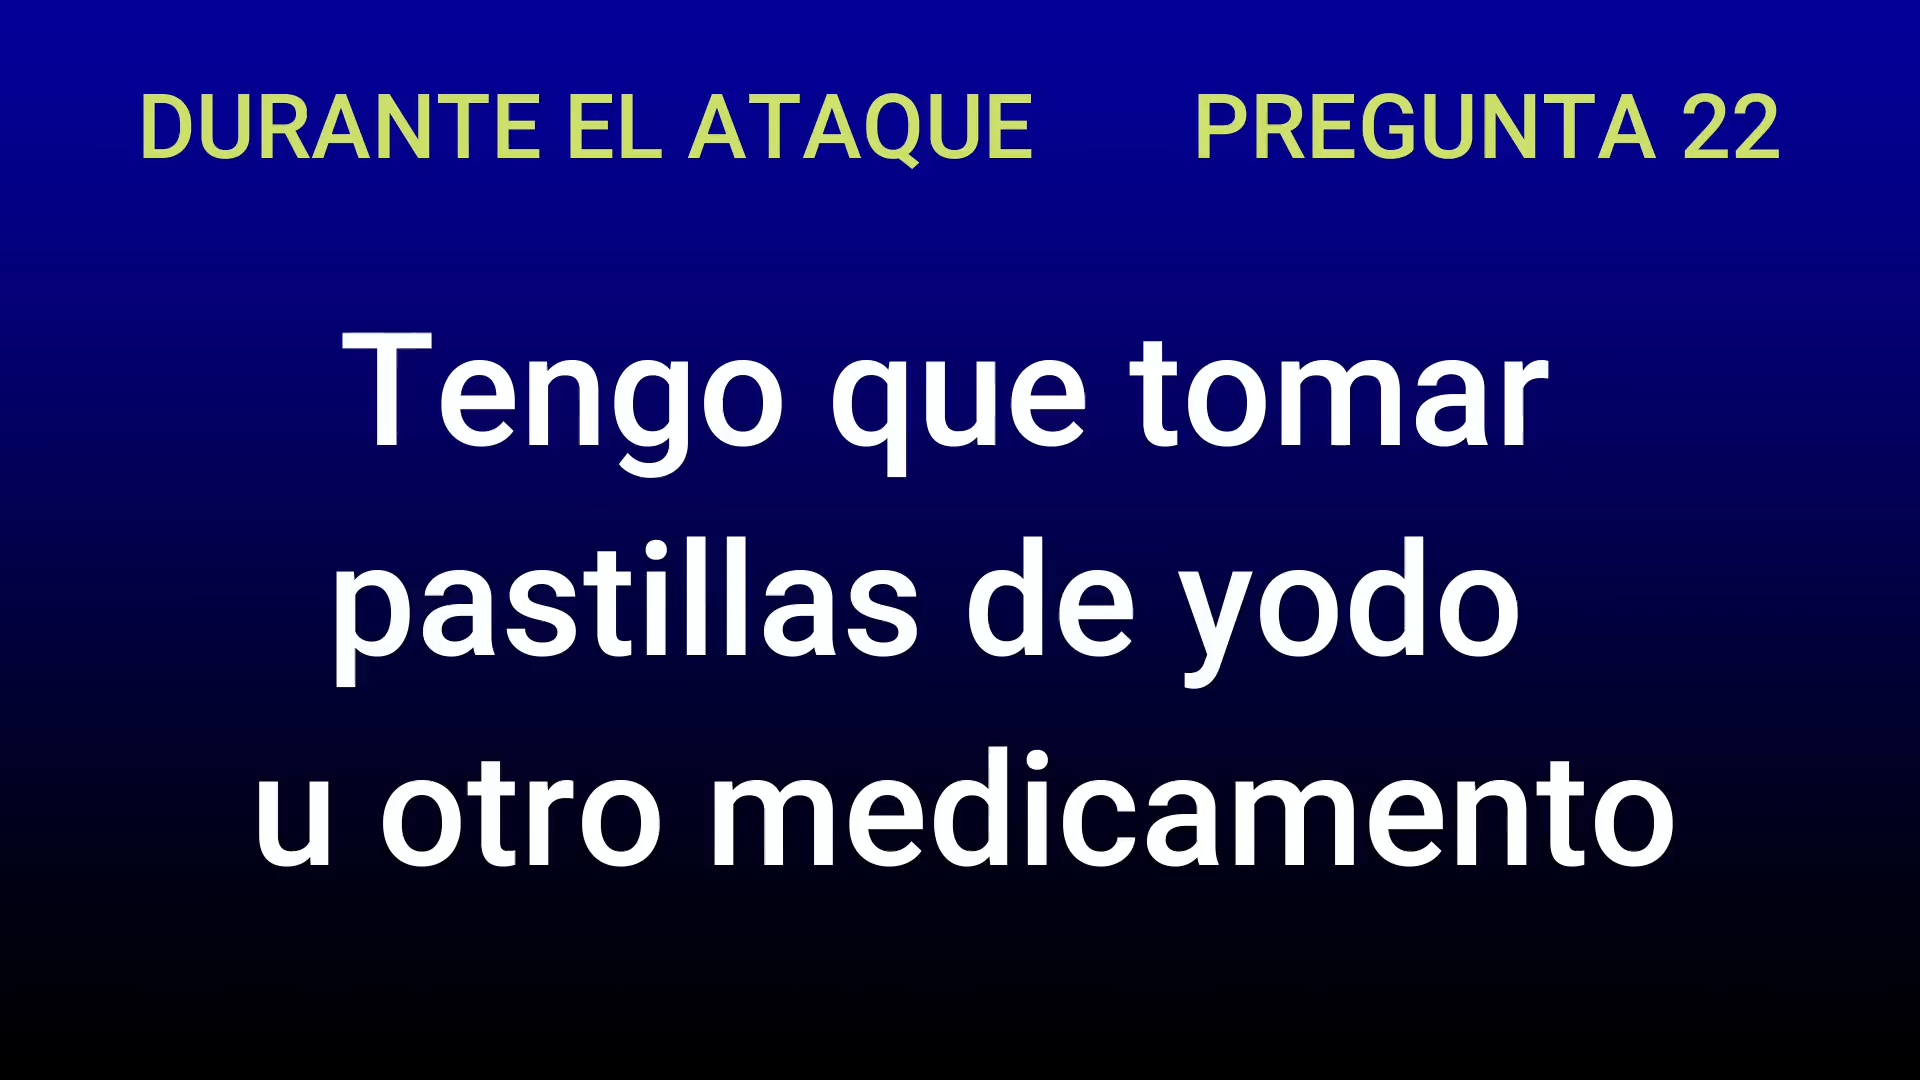 DURANTE EL ATAQUE PREGUNTA 22
Tengo que tomar
pastillas de yodo
u otro medicamento